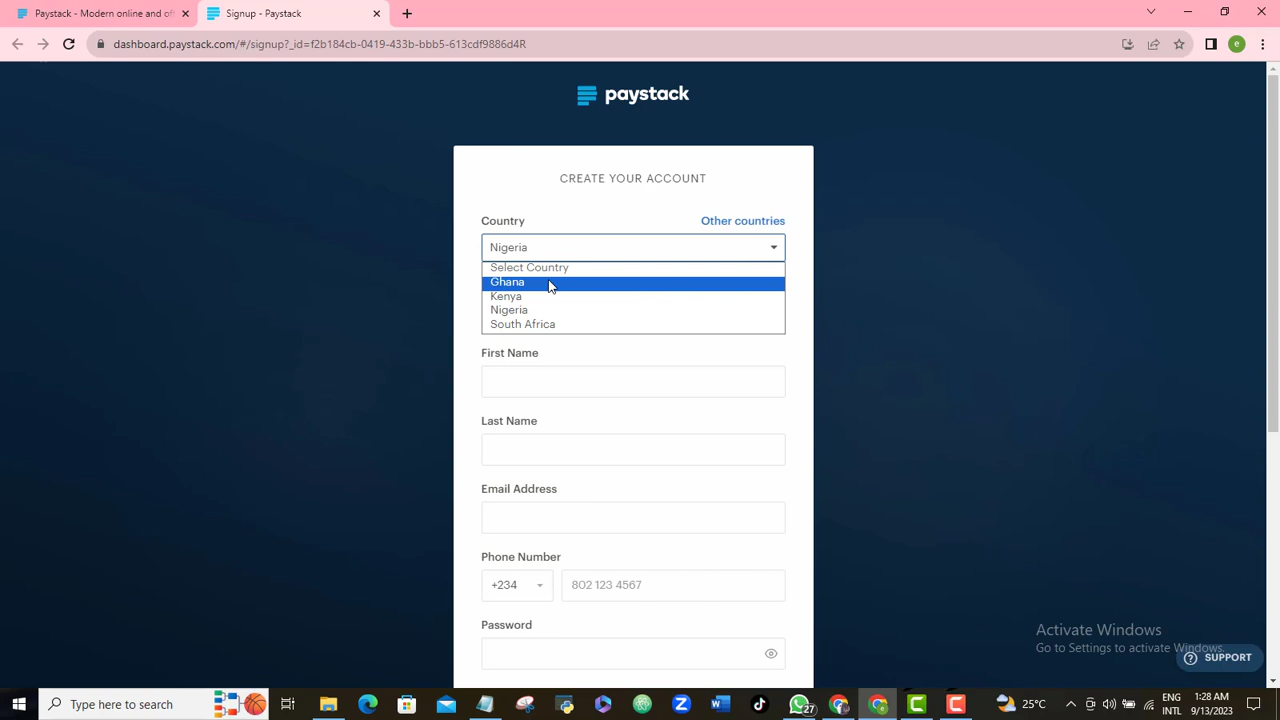 Paystack - Modern online and of
Signup - Paystack
dashboard.paystack.com/#/signup?_id=f2b184cb-0419-433b-bbb5-613cdf9886d4R
e
paystack
CREATE YOUR ACCOUNT
Country
Other countries
Nigeria
Select Country
Ghana
Kenya
Nigeria
South Africa
First Name
Last Name
Email Address
Phone Number
+234
802 123 4567
Password
Activate Windows
Go to Settings to activate Windows.
SUPPORT
Type here to search
27
25°C
ENG
INTL
1:28 AM
9/13/2023